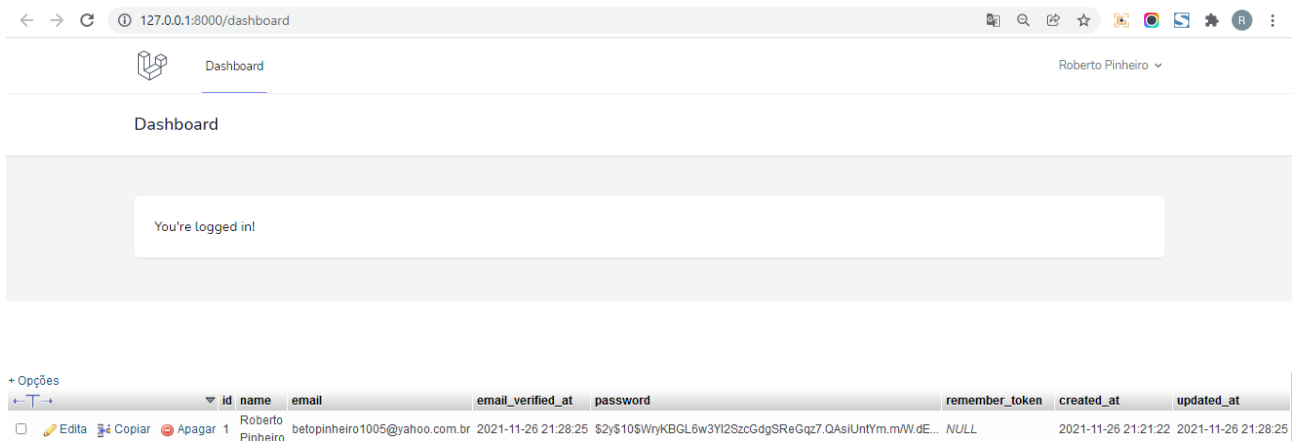 127.0.0.1:8000/dashboard R
Dashboard Roberto Pinheiro
Dashboard
You're logged in!
+ Opções
←T→ id name email email_verified_at password remember_token created_at updated_at
Edita Copiar Apagar 1 Roberto Pinheiro betopinheiro1005@yahoo.com.br 2021-11-26 21:28:25 $2y$10$WryKBGL6w3Yl2SzcGdgSReGqz7.QAsiUntYm.m/W.dE... NULL 2021-11-26 21:21:22 2021-11-26 21:28:25